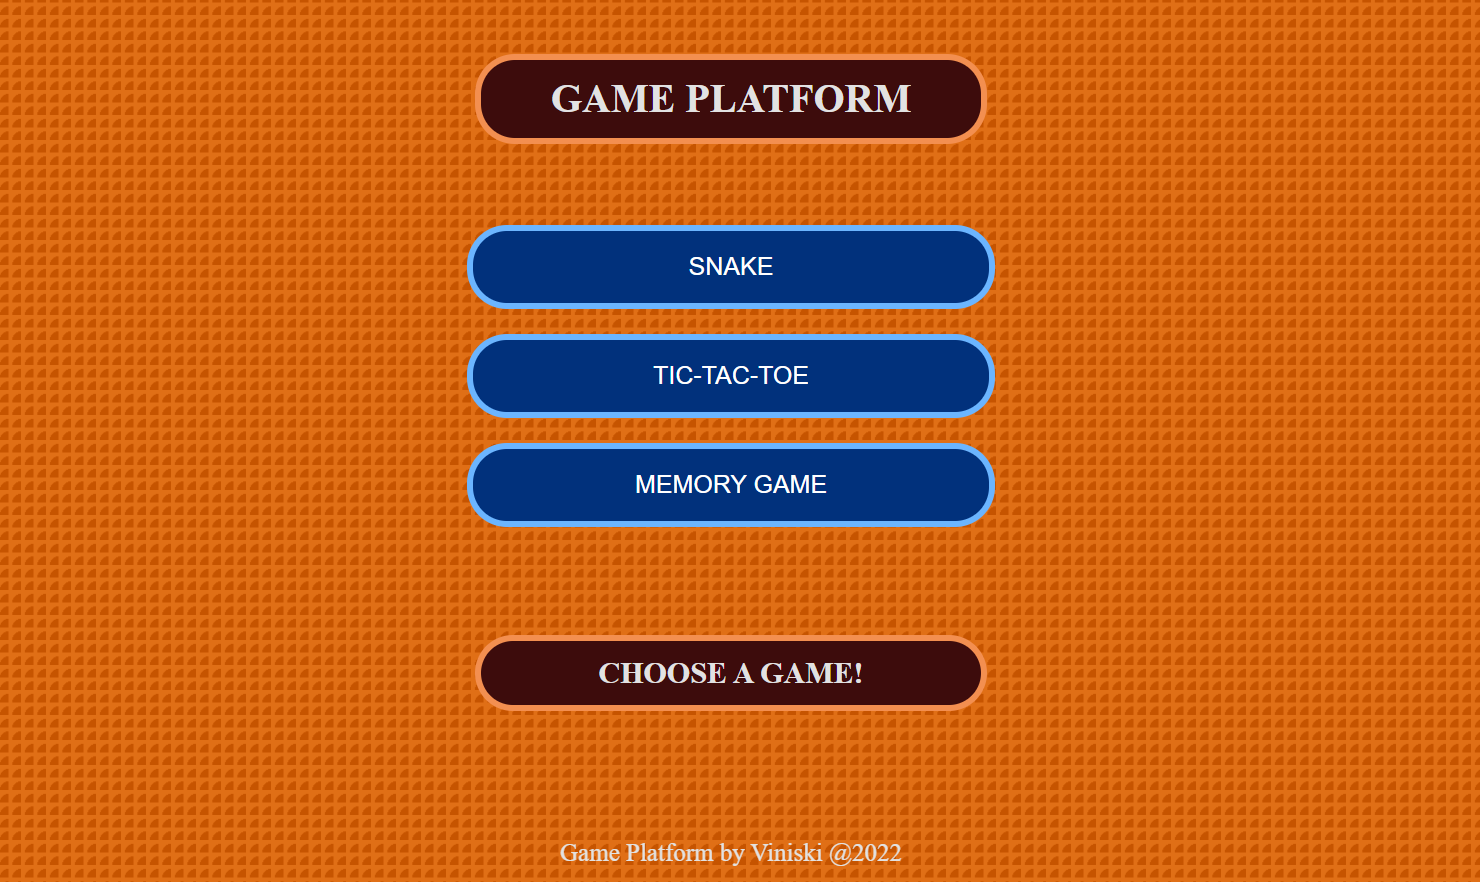 GAME PLATFORM
SNAKE
TIC-TAC-TOE
MEMORY GAME
CHOOSE A GAME!
Game Platform by Viniski @2022